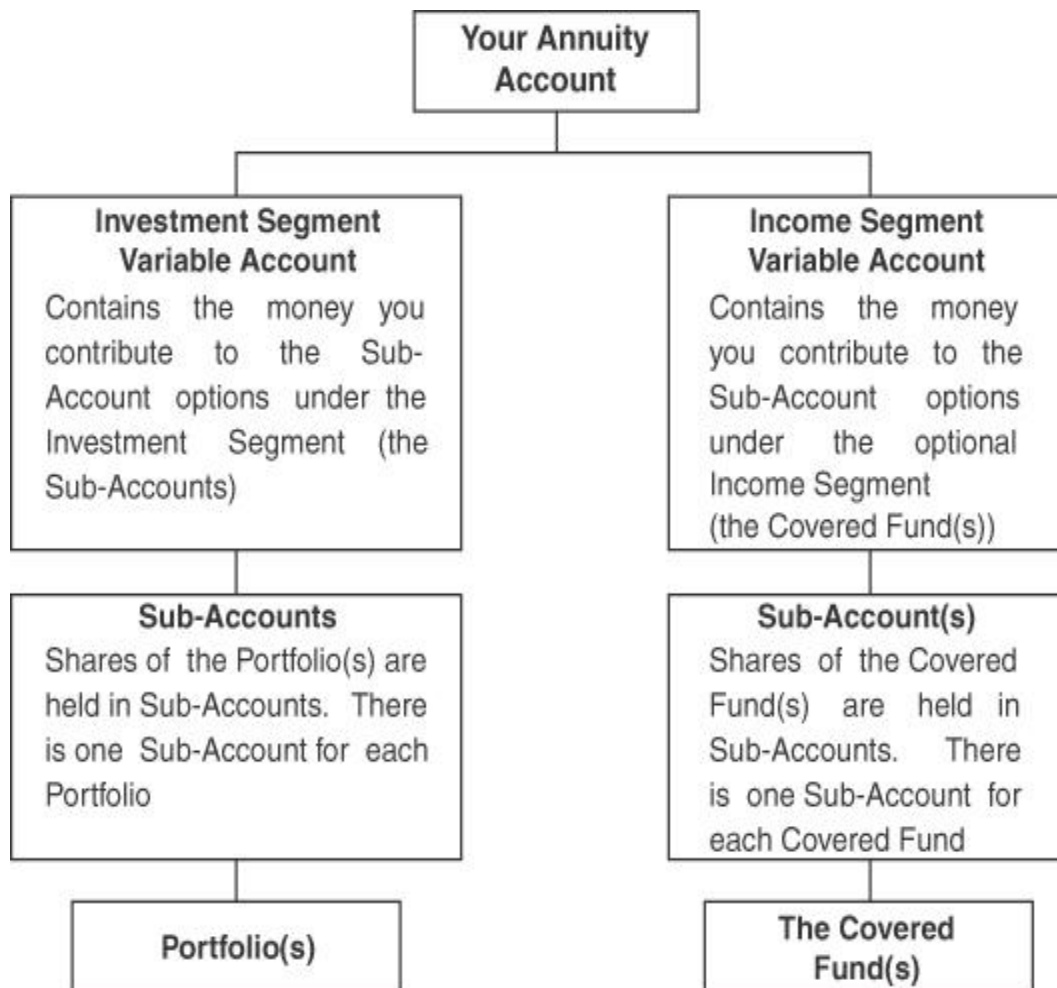 Your Annuity
Account
Investment Segment
Variable Account
Contains the money you
contribute to the Sub-
Account options under the
Investment Segment (the
Sub-Accounts)
Income Segment
Variable Account
Contains the money
you contribute to the
Sub-Account options
under the optional
Income Segment
(the Covered Fund(s))
Sub-Accounts
Shares of the Portfolio(s) are
held in Sub-Accounts. There
is one Sub-Account for each
Portfolio
Sub-Account(s)
Shares of the Covered
Fund(s) are held in
Sub-Accounts. There
is one Sub-Account for
each Covered Fund
Portfolio(s)
The Covered
Fund(s)